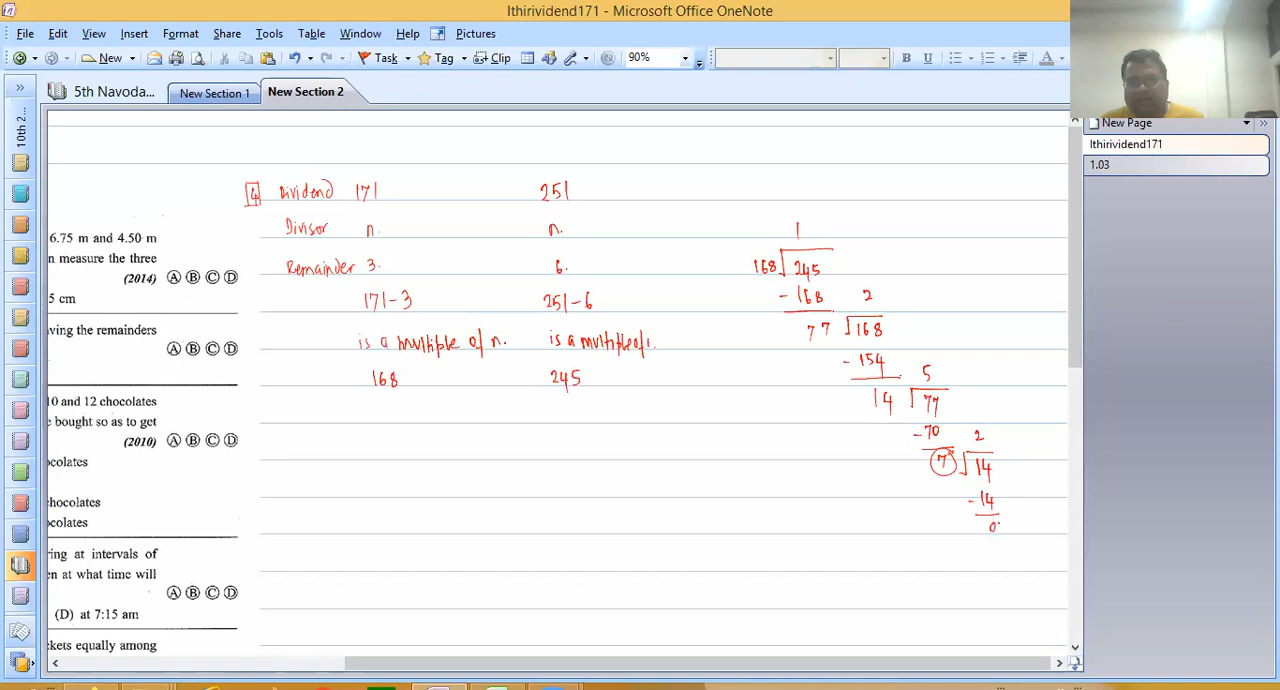 Ithirividend171 - Microsoft Office OneNote
File Edit View Insert Format Share Tools Table Window Help Pictures
New Task Tag Clip 90% B U A
5th Navoda... New Section 1 New Section 2
10th 2...
New Page
Ithirividend171
1.03
6.75 m and 4.50 m
n measure the three
(2014) A B C D
5 cm
ving the remainders
A B C D
10 and 12 chocolates
e bought so as to get
(2010) A B C D
ocolates
chocolates
ocolates
ring at intervals of
en at what time will
A B C D
(D) at 7:15 am
ckets equally among
4 Dividend 171 251
Divisor n. n.
Remainder 3. 6.
171-3 251-6
is a multiple of n. is a multiple of
168 245
1
168 245
- 168 2
77 168
- 154 5
14 77
- 70 2
7 14
- 14
0